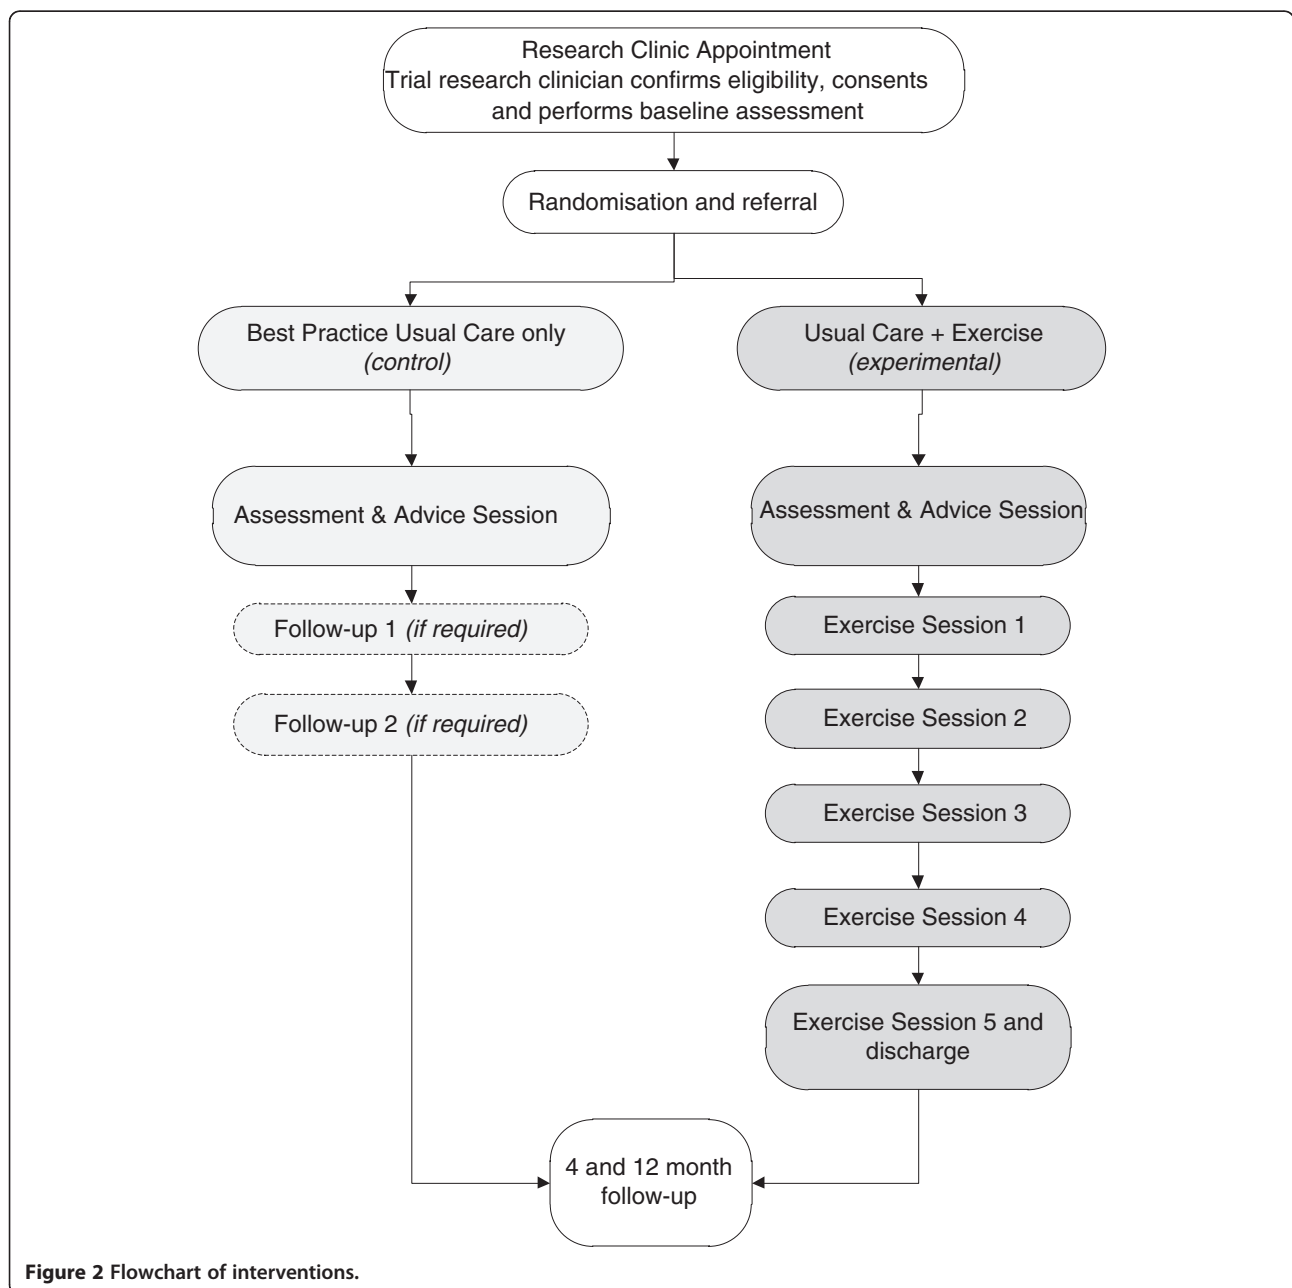 Research Clinic Appointment
Trial research clinician confirms eligibility, consents
and performs baseline assessment
Randomisation and referral
Best Practice Usual Care only
(control)
Usual Care + Exercise
(experimental)
Assessment & Advice Session
Assessment & Advice Session
Follow-up 1 (if required)
Exercise Session 1
Follow-up 2 (if required)
Exercise Session 2
Exercise Session 3
Exercise Session 4
Exercise Session 5 and
discharge
4 and 12 month
follow-up
Figure 2 Flowchart of interventions.